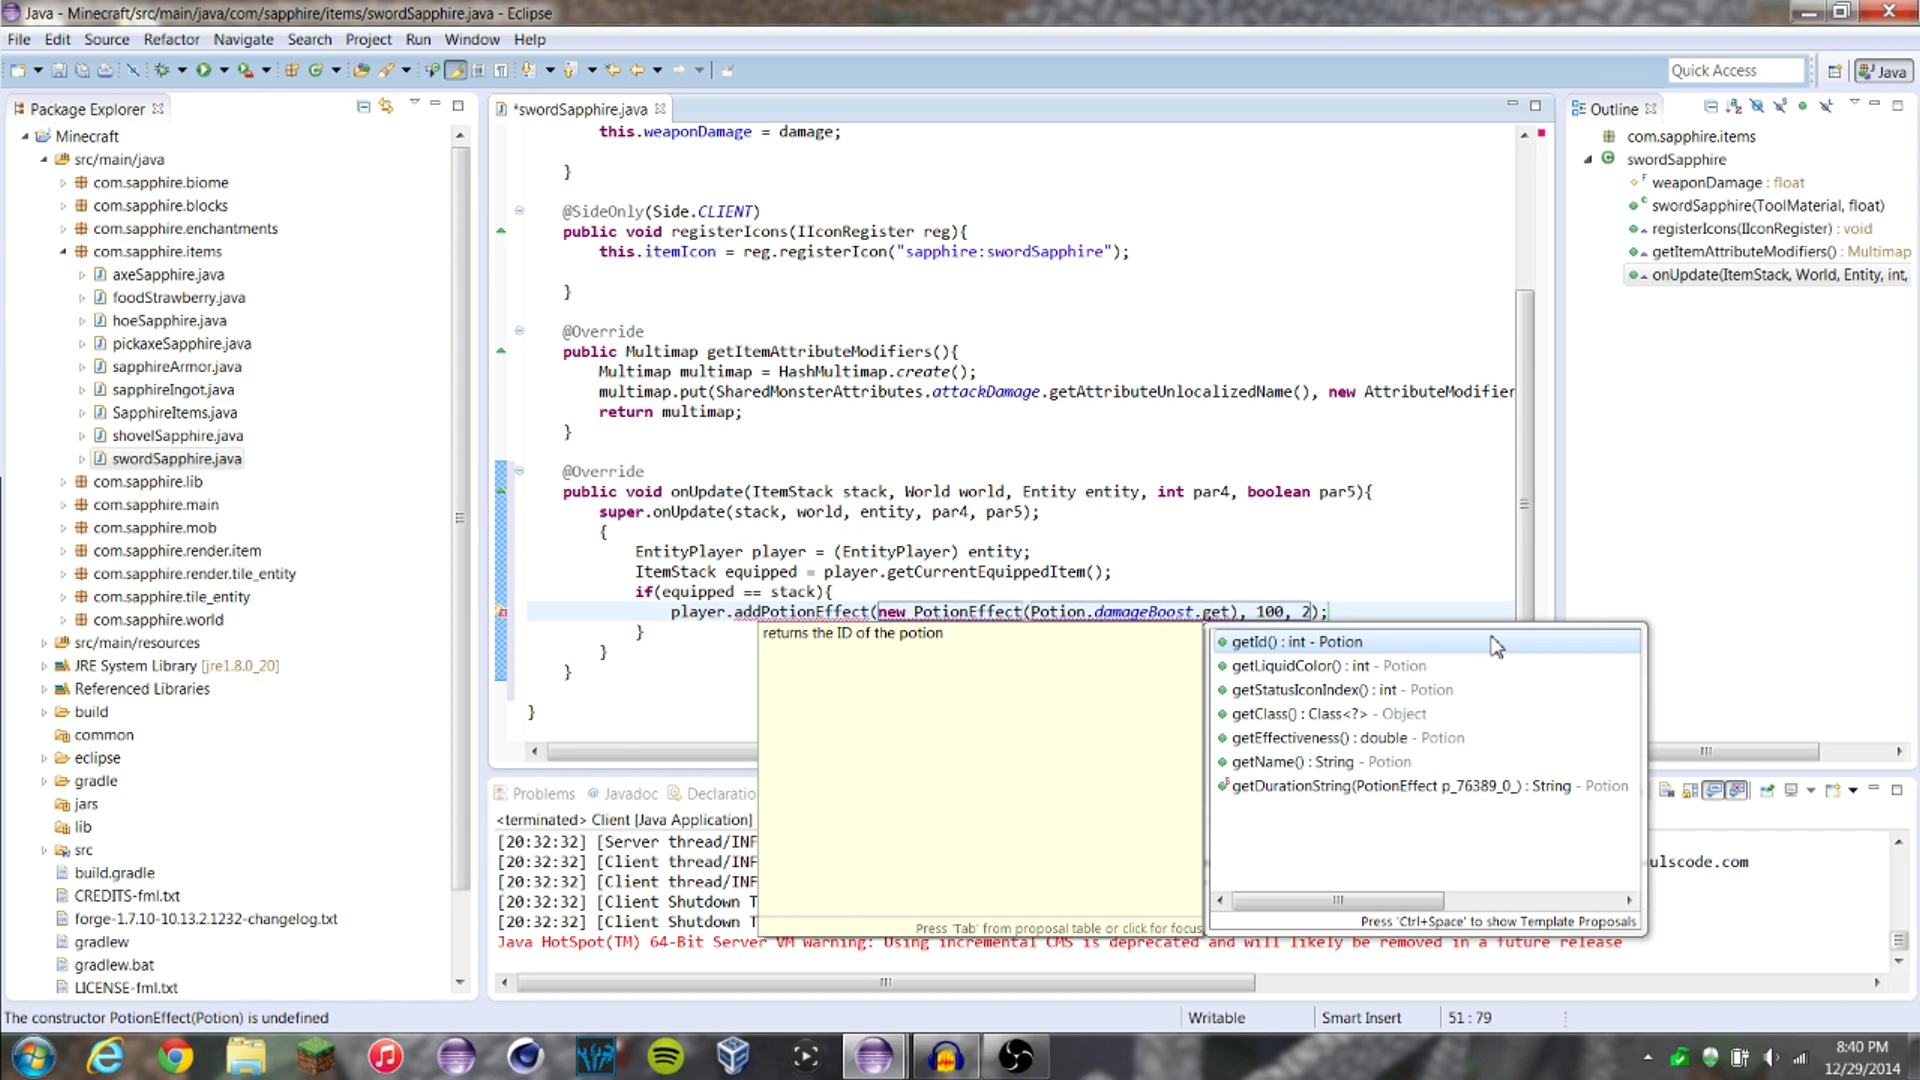 Java - Minecraft/src/main/java/com/sapphire/items/swordSapphire.java - Eclipse
File Edit Source Refactor Navigate Search Project Run Window Help
Quick Access
Java
Package Explorer
Minecraft
src/main/java
com.sapphire.biome
com.sapphire.blocks
com.sapphire.enchantments
com.sapphire.items
axeSapphire.java
foodStrawberry.java
hoeSapphire.java
pickaxeSapphire.java
sapphireArmor.java
sapphireIngot.java
SapphireItems.java
shovelSapphire.java
swordSapphire.java
com.sapphire.lib
com.sapphire.main
com.sapphire.mob
com.sapphire.render.item
com.sapphire.render.tile_entity
com.sapphire.tile_entity
com.sapphire.world
src/main/resources
JRE System Library [jre1.8.0_20]
Referenced Libraries
build
common
eclipse
gradle
jars
lib
src
build.gradle
CREDITS-fml.txt
forge-1.7.10-10.13.2.1232-changelog.txt
gradlew
gradlew.bat
LICENSE-fml.txt
*swordSapphire.java
this.weaponDamage = damage;
}
@SideOnly(Side.CLIENT)
public void registerIcons(IIconRegister reg){
this.itemIcon = reg.registerIcon("sapphire:swordSapphire");
}
@Override
public Multimap getItemAttributeModifiers(){
Multimap multimap = HashMultimap.create();
multimap.put(SharedMonsterAttributes.attackDamage.getAttributeUnlocalizedName(), new AttributeModifier
return multimap;
}
@Override
public void onUpdate(ItemStack stack, World world, Entity entity, int par4, boolean par5){
super.onUpdate(stack, world, entity, par4, par5);
{
EntityPlayer player = (EntityPlayer) entity;
ItemStack equipped = player.getCurrentEquippedItem();
if(equipped == stack){
player.addPotionEffect(new PotionEffect(Potion.damageBoost.get), 100, 2);
}
}
}
}
returns the ID of the potion
Press 'Tab' from proposal table or click for focus
getId() : int - Potion
getLiquidColor() : int - Potion
getStatusIconIndex() : int - Potion
getClass() : Class<?> - Object
getEffectiveness() : double - Potion
getName() : String - Potion
getDurationString(PotionEffect p_76389_0_) : String - Potion
Press 'Ctrl+Space' to show Template Proposals
Outline
com.sapphire.items
swordSapphire
weaponDamage : float
swordSapphire(ToolMaterial, float)
registerIcons(IIconRegister) : void
getItemAttributeModifiers() : Multimap
onUpdate(ItemStack, World, Entity, int,
Problems Javadoc Declaratio
<terminated> Client [Java Application]
[20:32:32] [Server thread/INF
[20:32:32] [Client thread/INF ulscode.com
[20:32:32] [Client thread/INF
[20:32:32] [Client Shutdown T
[20:32:32] [Client Shutdown T
Java HotSpot(TM) 64-Bit Server VM warning: Using incremental CMS is deprecated and will likely be removed in a future release
The constructor PotionEffect(Potion) is undefined
Writable
Smart Insert
51 : 79
8:40 PM
12/29/2014